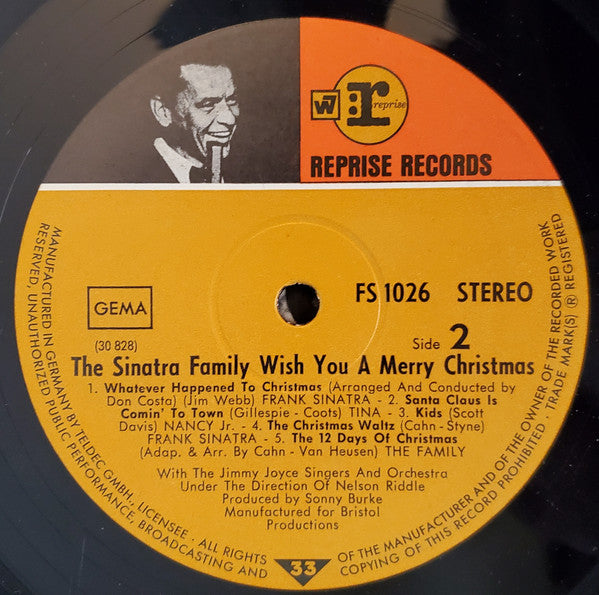 W7
r
reprise
REPRISE RECORDS
GEMA
FS 1026 STEREO
(30 828)
Side 2
The Sinatra Family Wish You A Merry Christmas
1. Whatever Happened To Christmas (Arranged And Conducted by
Don Costa) (Jim Webb) FRANK SINATRA - 2. Santa Claus Is
Comin' To Town (Gillespie - Coots) TINA - 3. Kids (Scott
Davis) NANCY Jr. - 4. The Christmas Waltz (Cahn-Styne)
FRANK SINATRA - 5. The 12 Days Of Christmas
(Adap. & Arr. By Cahn - Van Heusen) THE FAMILY
With The Jimmy Joyce Singers And Orchestra
Under The Direction Of Nelson Riddle
Produced by Sonny Burke
Manufactured for Bristol
Productions
33
MANUFACTURED IN GERMANY BY TELDEC GMBH., LICENSEE · ALL RIGHTS
RESERVED, UNAUTHORIZED PUBLIC PERFORMANCE, BROADCASTING AND
COPYING OF THIS RECORD PROHIBITED · TRADE MARK(S) ® REGISTERED
OF THE MANUFACTURER AND OF THE OWNER OF THE RECORDED WORK